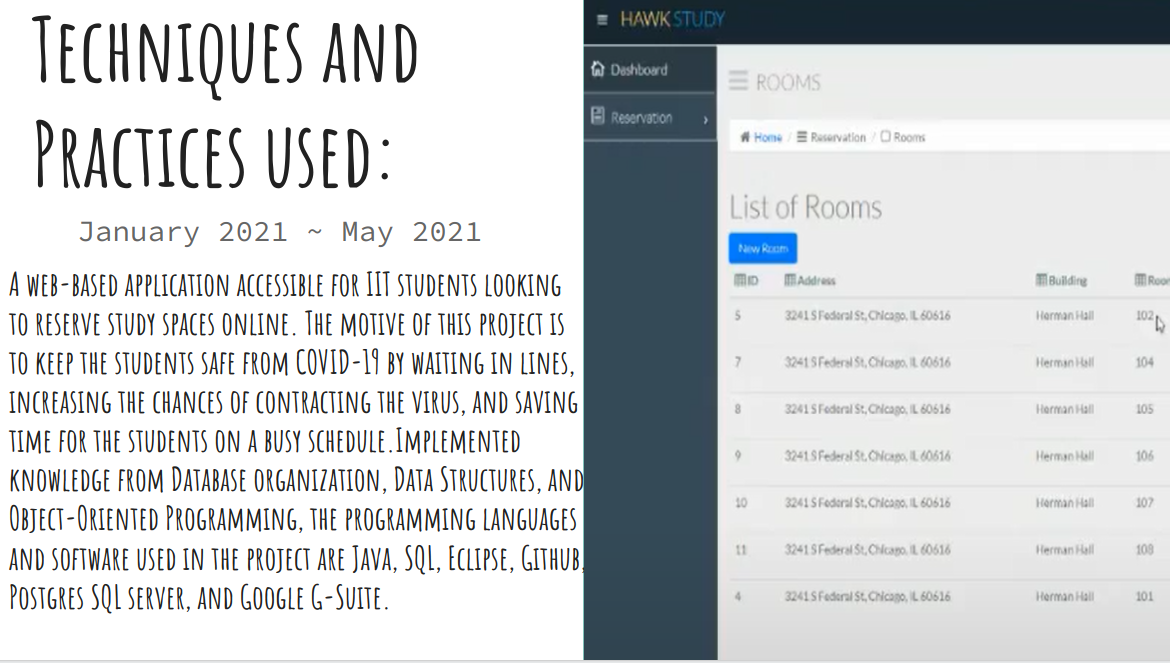 Techniques and
Practices used:
January 2021 ~ May 2021
A web-based application accessible for IIT students looking
to reserve study spaces online. The motive of this project is
to keep the students safe from COVID-19 by waiting in lines,
increasing the chances of contracting the virus, and saving
time for the students on a busy schedule.Implemented
knowledge from Database organization, Data Structures, and
Object-Oriented Programming, the programming languages
and software used in the project are Java, SQL, Eclipse, Github,
Postgres SQL server, and Google G-Suite.
HAWK STUDY
Dashboard
Reservation
ROOMS
Home / Reservation / Rooms
List of Rooms
New Room
ID Address Building Room
5 3241 S Federal St, Chicago, IL 60616 Herman Hall 102
7 3241 S Federal St, Chicago, IL 60616 Herman Hall 104
8 3241 S Federal St, Chicago, IL 60616 Herman Hall 105
9 3241 S Federal St, Chicago, IL 60616 Herman Hall 106
10 3241 S Federal St, Chicago, IL 60616 Herman Hall 107
11 3241 S Federal St, Chicago, IL 60616 Herman Hall 108
4 3241 S Federal St, Chicago, IL 60616 Herman Hall 101